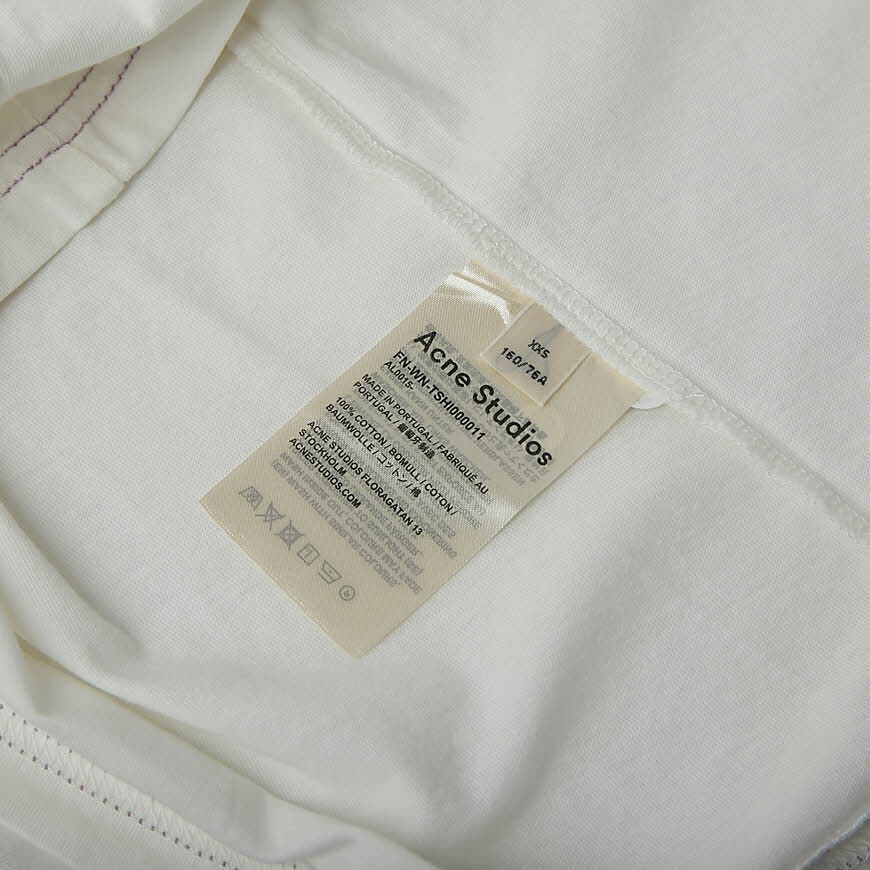 XXS
160/76A
Acne Studios
FN-WN-TSHI000011
AL0015-
MADE IN PORTUGAL / FABRIQUÉ AU
PORTUGAL / 葡萄牙制造
100% COTTON / BOMULL / COTON /
BAUMWOLLE / コットン / 棉
ACNE STUDIOS FLORAGATAN 13
STOCKHOLM
ACNESTUDIOS.COM